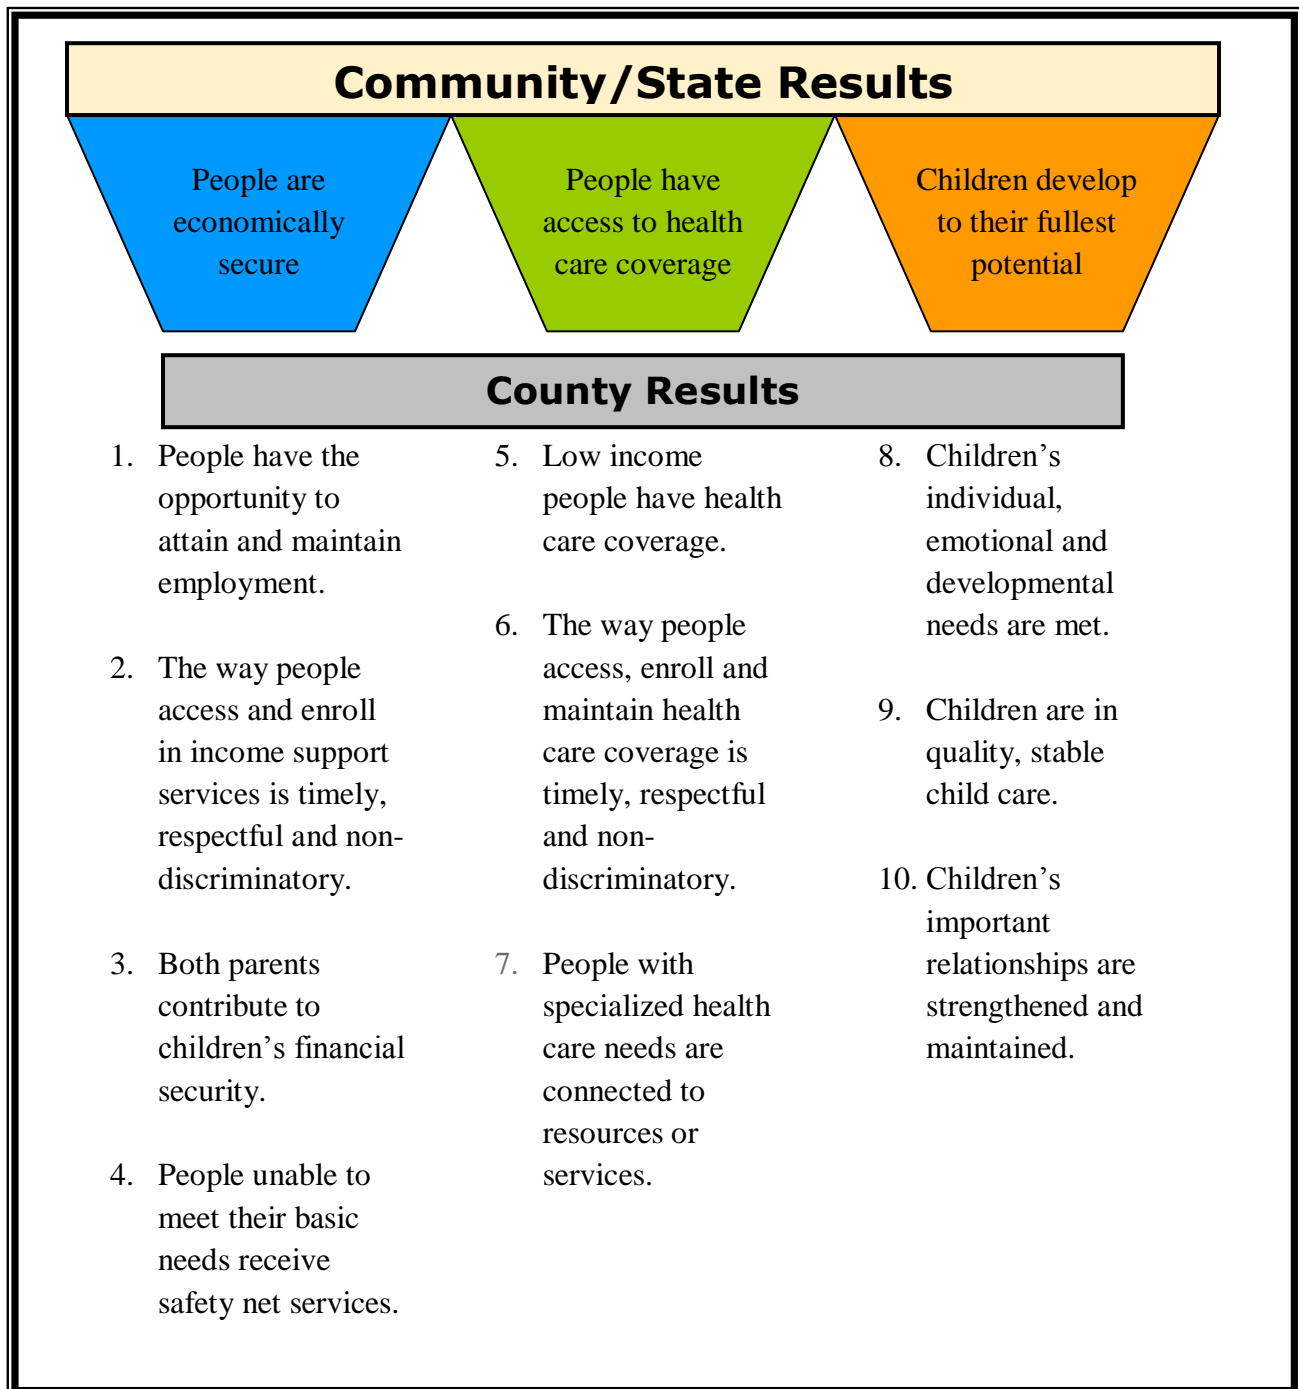 Community/State Results
People are
economically
secure
People have
access to health
care coverage
Children develop
to their fullest
potential
County Results
1. People have the
opportunity to
attain and maintain
employment.
2. The way people
access and enroll
in income support
services is timely,
respectful and non-
discriminatory.
3. Both parents
contribute to
children’s financial
security.
4. People unable to
meet their basic
needs receive
safety net services.
5. Low income
people have health
care coverage.
6. The way people
access, enroll and
maintain health
care coverage is
timely, respectful
and non-
discriminatory.
7. People with
specialized health
care needs are
connected to
resources or
services.
8. Children’s
individual,
emotional and
developmental
needs are met.
9. Children are in
quality, stable
child care.
10. Children’s
important
relationships are
strengthened and
maintained.